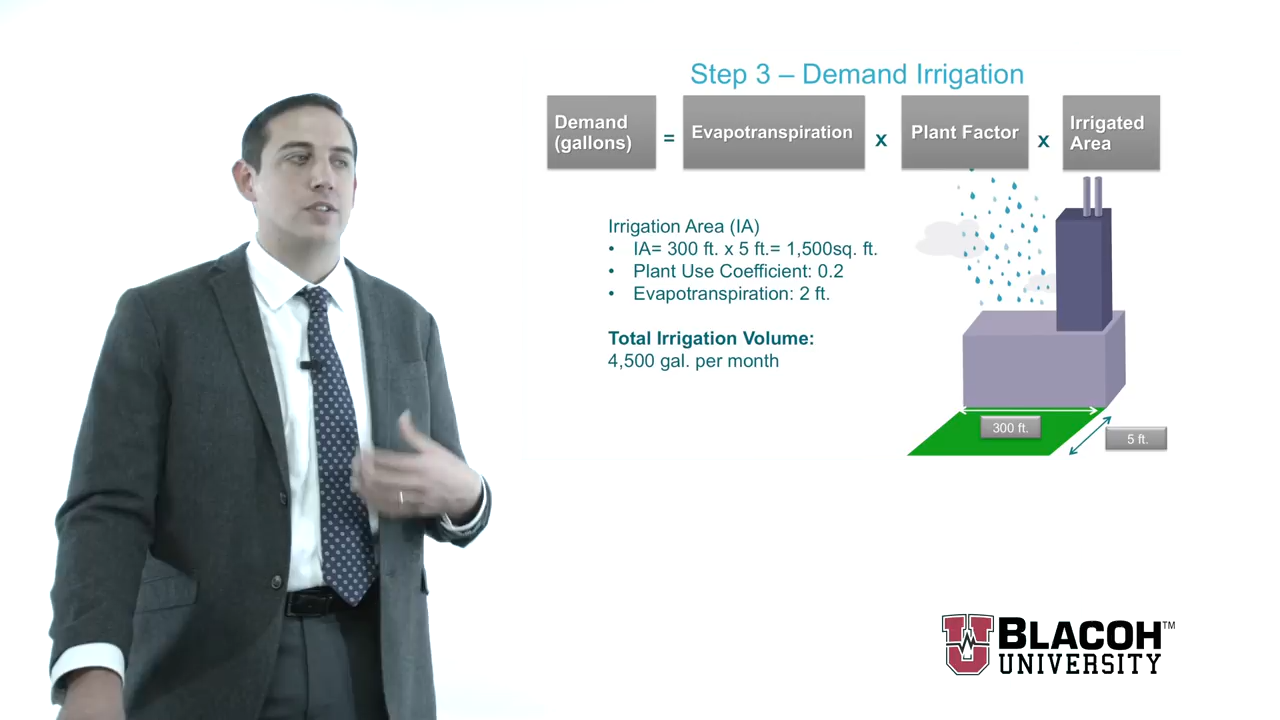 Step 3 – Demand Irrigation
Demand
(gallons)
=
Evapotranspiration
x
Plant Factor
x
Irrigated
Area
Irrigation Area (IA)
• IA= 300 ft. x 5 ft.= 1,500sq. ft.
• Plant Use Coefficient: 0.2
• Evapotranspiration: 2 ft.
Total Irrigation Volume:
4,500 gal. per month
300 ft.
5 ft.
U BLACOH™
UNIVERSITY